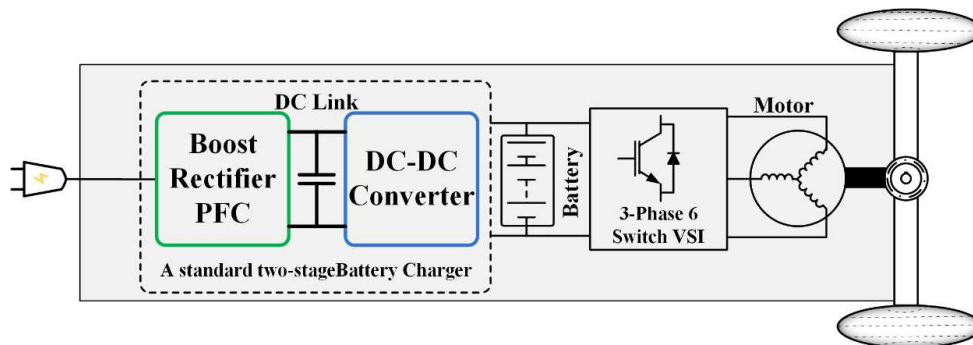 DC Link
Boost
Rectifier
PFC
DC-DC
Converter
A standard two-stageBattery Charger
Battery
3-Phase 6
Switch VSI
Motor